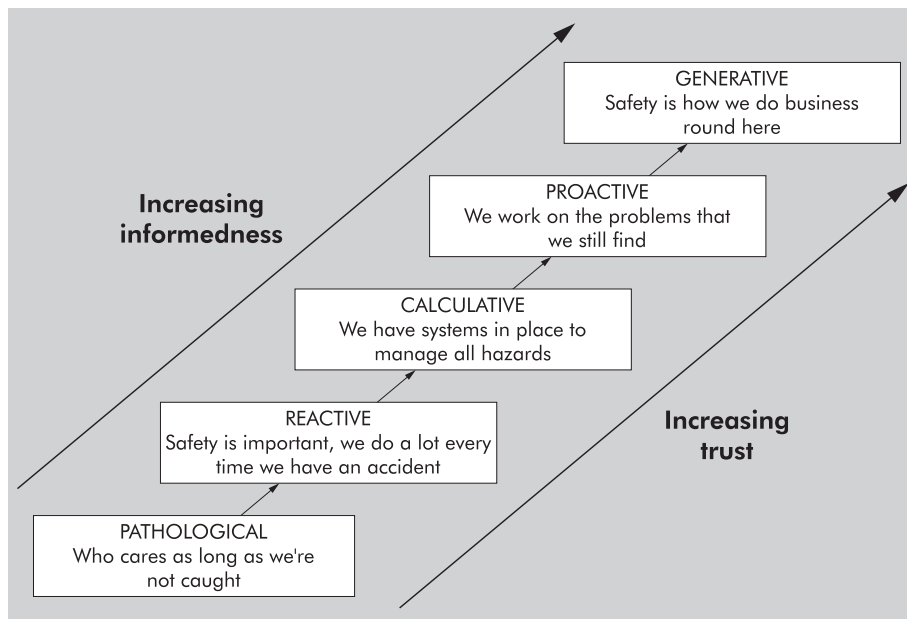 GENERATIVE
Safety is how we do business
round here
PROACTIVE
We work on the problems that
we still find
Increasing
informedness
CALCULATIVE
We have systems in place to
manage all hazards
REACTIVE
Safety is important, we do a lot every
time we have an accident
Increasing
trust
PATHOLOGICAL
Who cares as long as we're
not caught